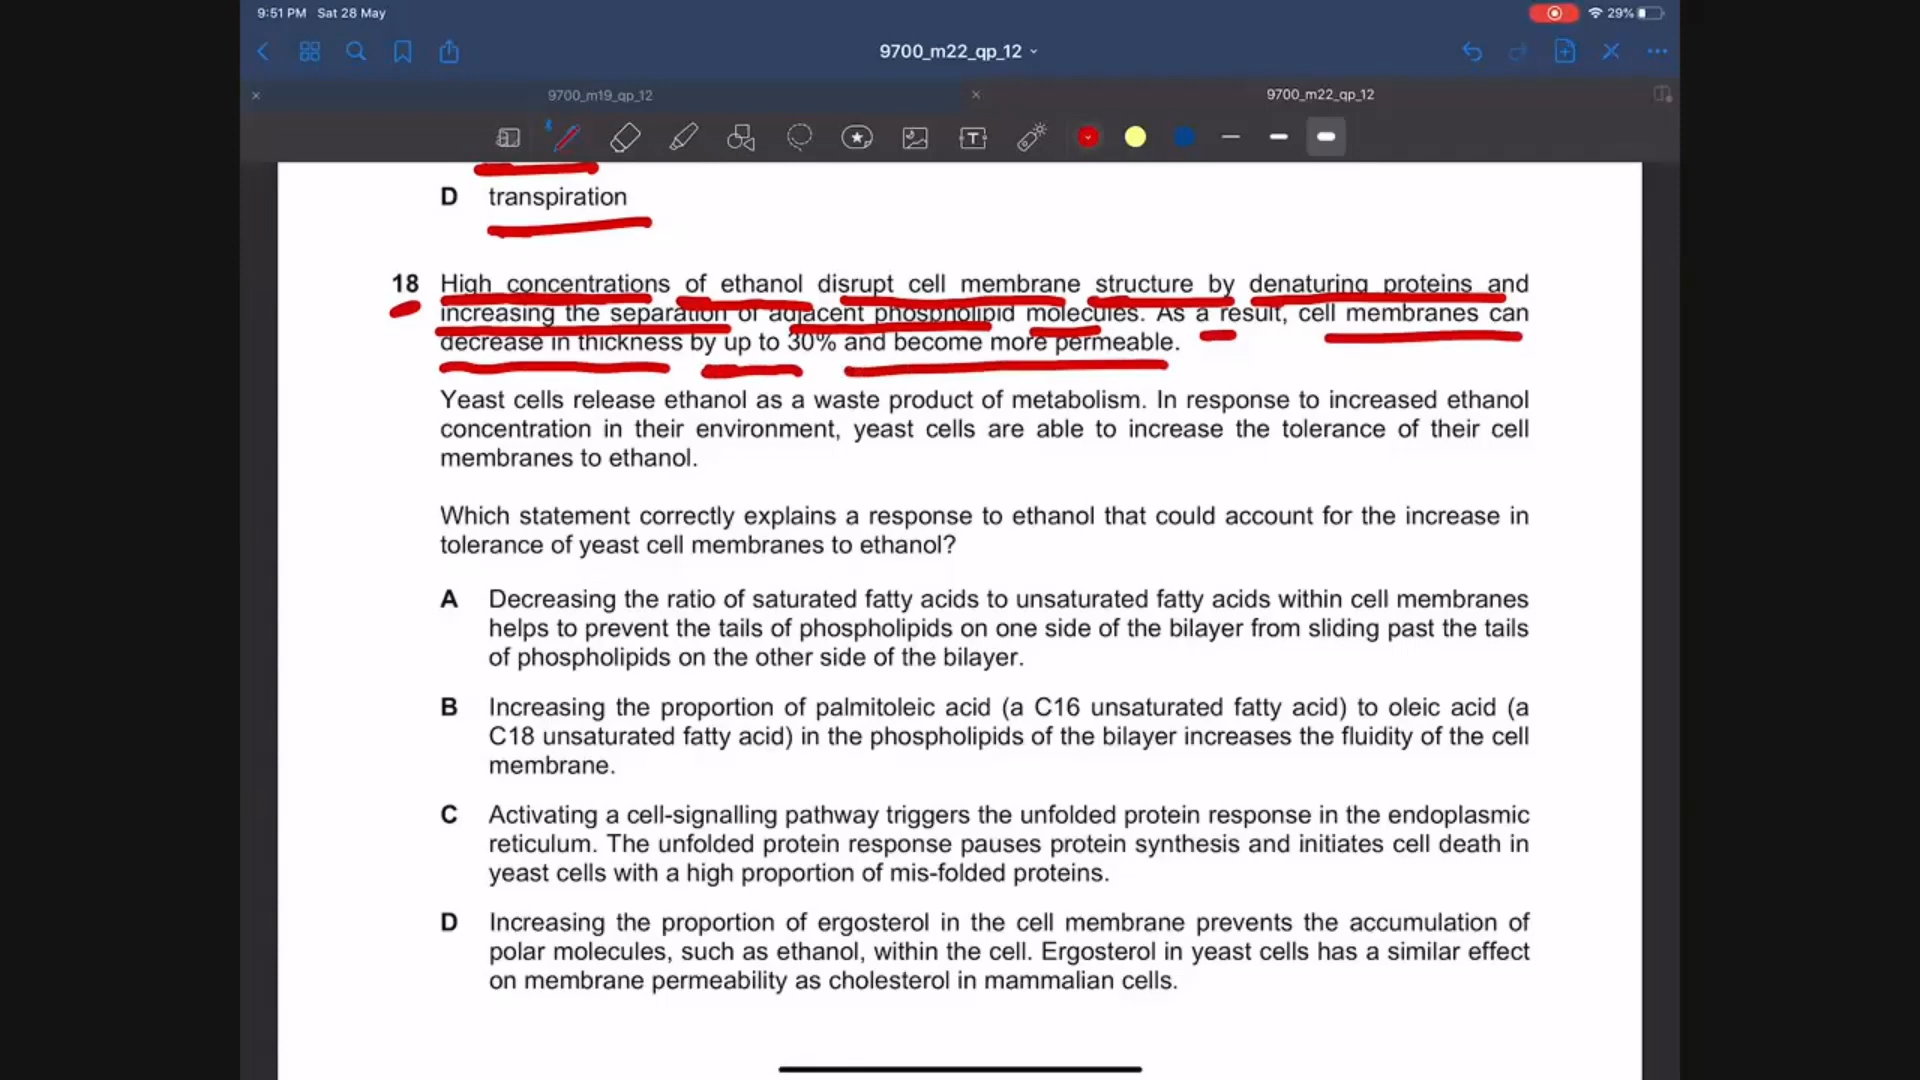 9:51 PM Sat 28 May
29%
9700_m22_qp_12
9700_m19_qp_12
9700_m22_qp_12
T
D transpiration
18 High concentrations of ethanol disrupt cell membrane structure by denaturing proteins and
increasing the separation of adjacent phospholipid molecules. As a result, cell membranes can
decrease in thickness by up to 30% and become more permeable.
Yeast cells release ethanol as a waste product of metabolism. In response to increased ethanol
concentration in their environment, yeast cells are able to increase the tolerance of their cell
membranes to ethanol.
Which statement correctly explains a response to ethanol that could account for the increase in
tolerance of yeast cell membranes to ethanol?
A Decreasing the ratio of saturated fatty acids to unsaturated fatty acids within cell membranes
helps to prevent the tails of phospholipids on one side of the bilayer from sliding past the tails
of phospholipids on the other side of the bilayer.
B Increasing the proportion of palmitoleic acid (a C16 unsaturated fatty acid) to oleic acid (a
C18 unsaturated fatty acid) in the phospholipids of the bilayer increases the fluidity of the cell
membrane.
C Activating a cell-signalling pathway triggers the unfolded protein response in the endoplasmic
reticulum. The unfolded protein response pauses protein synthesis and initiates cell death in
yeast cells with a high proportion of mis-folded proteins.
D Increasing the proportion of ergosterol in the cell membrane prevents the accumulation of
polar molecules, such as ethanol, within the cell. Ergosterol in yeast cells has a similar effect
on membrane permeability as cholesterol in mammalian cells.